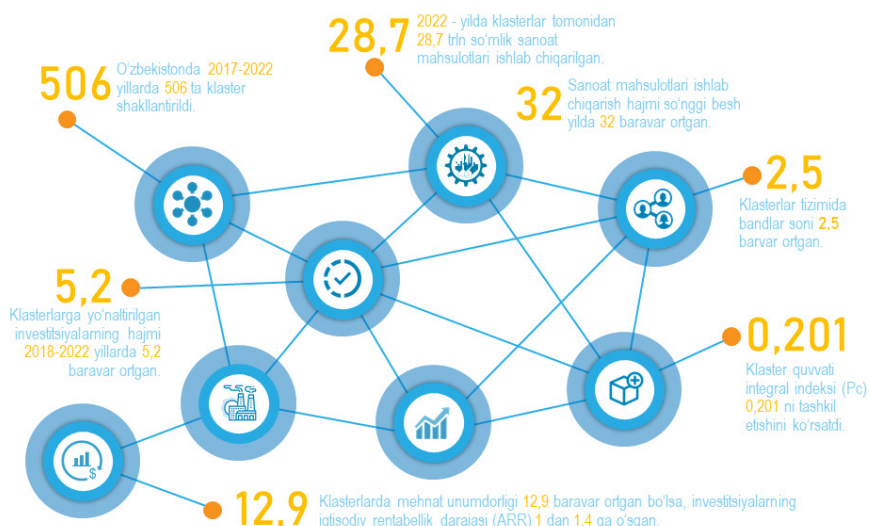 28,7
2022 - yilda klasterlar tomonidan
28,7 trln so‘mlik sanoat
mahsulotlari ishlab chiqarilgan.
506
O‘zbekistonda 2017-2022
yillarda 506 ta klaster
shakllantirildi.
32
Sanoat mahsulotlari ishlab
chiqarish hajmi so‘nggi besh
yilda 32 baravar ortgan.
2,5
Klasterlar tizimida
bandlar soni 2,5
barvar ortgan.
5,2
Klasterlarga yo‘naltirilgan
investitsiyalarning hajmi
2018-2022 yillarda 5,2
baravar ortgan.
0,201
Klaster quvvati
integral indeksi (Pc)
0,201 ni tashkil
etishini ko‘rsatdi.
$
12,9
Klasterlarda mehnat unumdorligi 12,9 baravar ortgan bo‘lsa, investitsiyalarning
iqtisodiy rentabellik darajasi (ARR) 1 dan 1,4 ga o‘sgan.